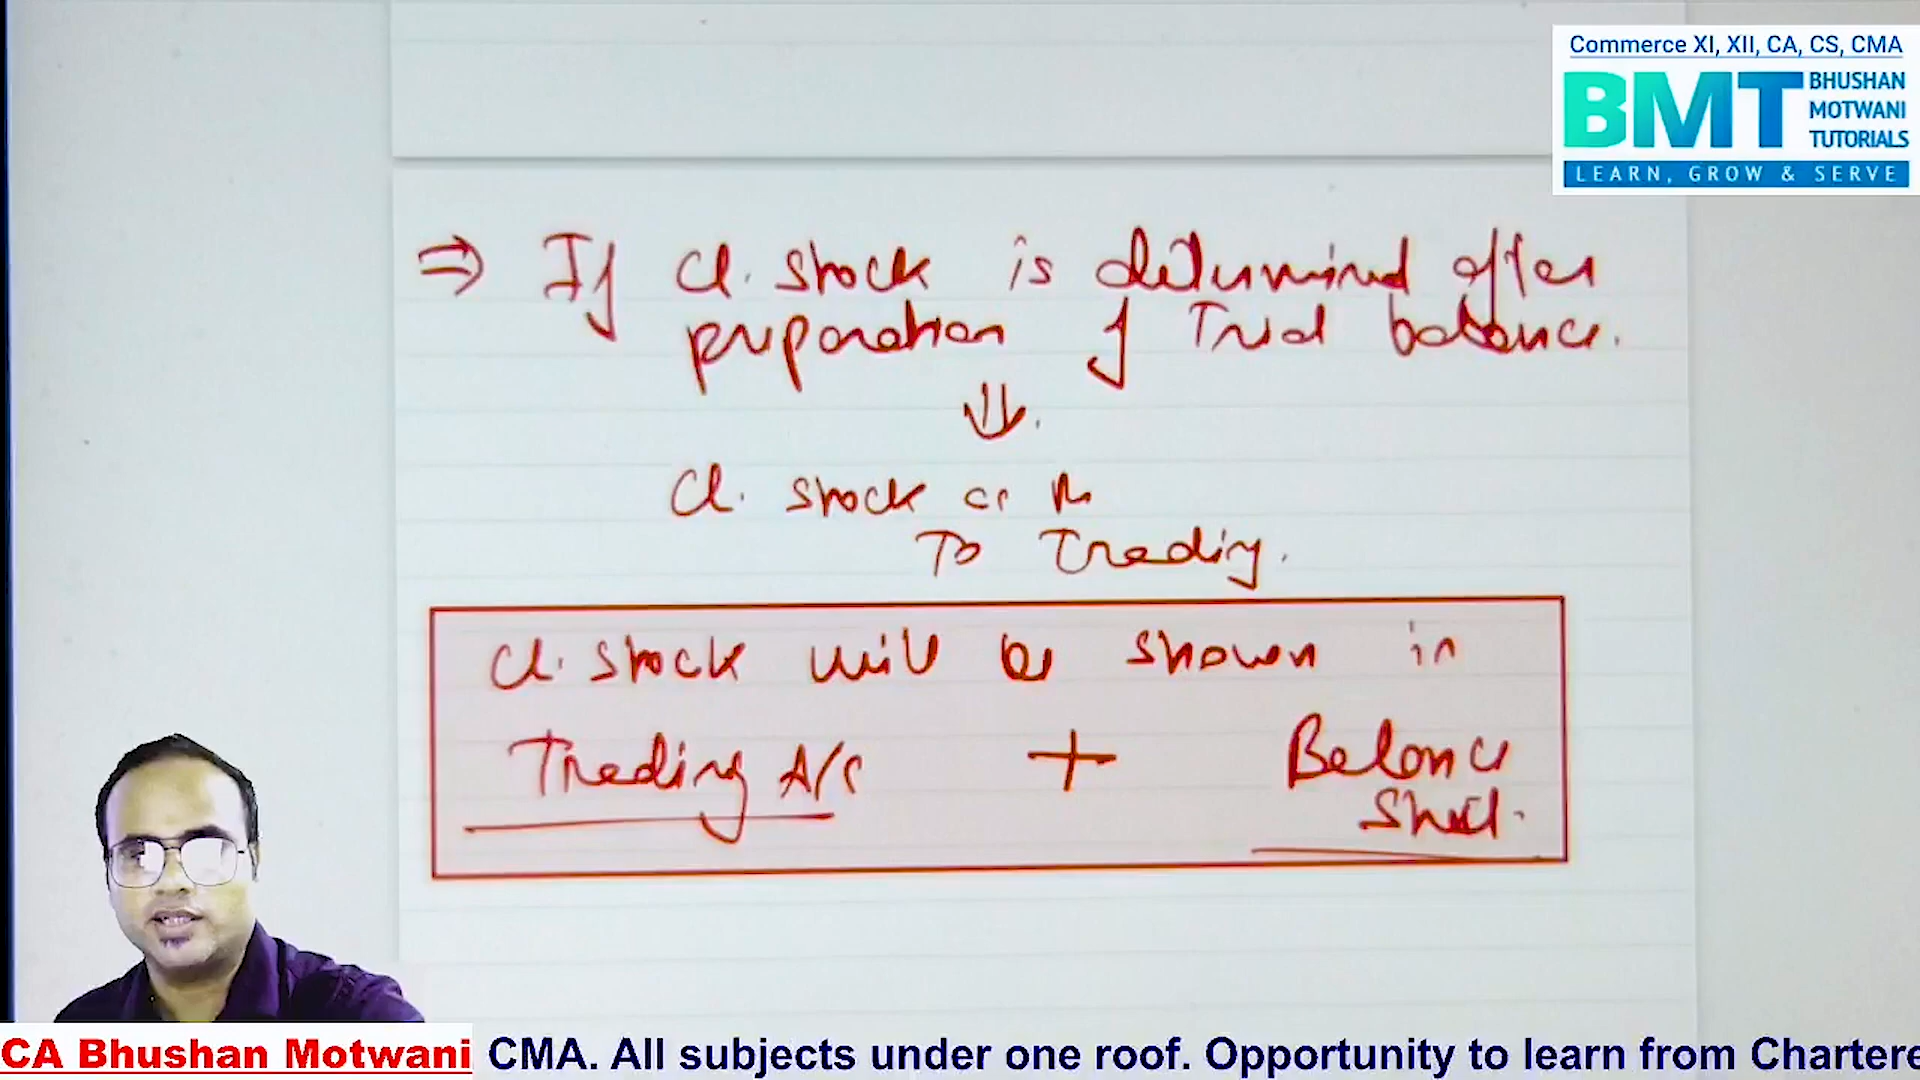 Commerce XI, XII, CA, CS, CMA
BMT
BHUSHAN
MOTWANI
TUTORIALS
LEARN, GROW & SERVE
⇒ If Cl. Stock is determined after
preparation of Trial balance.
⇓
Cl. Stock a/c Dr
To Trading.
Cl. Stock will be shown in
Trading A/c + Balance
Sheet.
CA Bhushan Motwani
CMA. All subjects under one roof. Opportunity to learn from Chartere